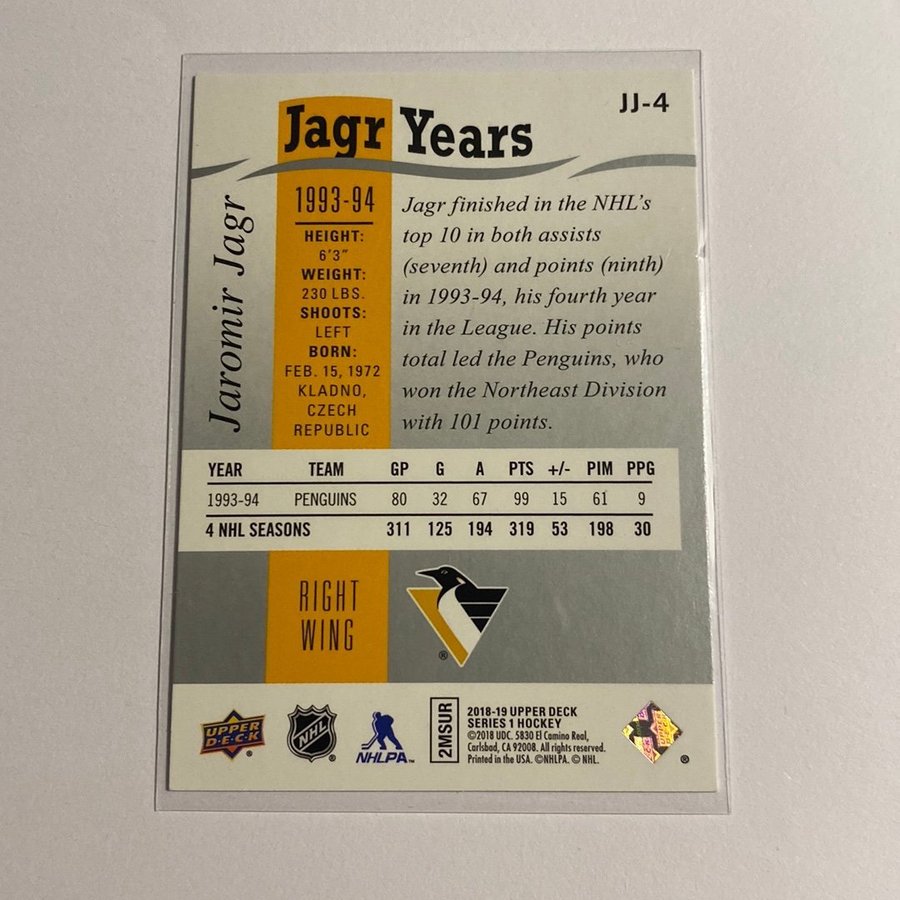 JJ-4
Jagr Years
Jaromir Jagr
1993-94
HEIGHT:
6'3"
WEIGHT:
230 LBS.
SHOOTS:
LEFT
BORN:
FEB. 15, 1972
KLADNO,
CZECH
REPUBLIC
Jagr finished in the NHL's
top 10 in both assists
(seventh) and points (ninth)
in 1993-94, his fourth year
in the League. His points
total led the Penguins, who
won the Northeast Division
with 101 points.
YEAR TEAM GP G A PTS +/- PIM PPG
1993-94 PENGUINS 80 32 67 99 15 61 9
4 NHL SEASONS 311 125 194 319 53 198 30
RIGHT
WING
®
UPPER
D·E·C·K
®
NHL
®
NHLPA™
2MSUR
2018-19 UPPER DECK
SERIES 1 HOCKEY
©2018 UDC. 5830 El Camino Real,
Carlsbad, CA 92008. All rights reserved.
Printed in the USA. ©NHLPA. © NHL.
®